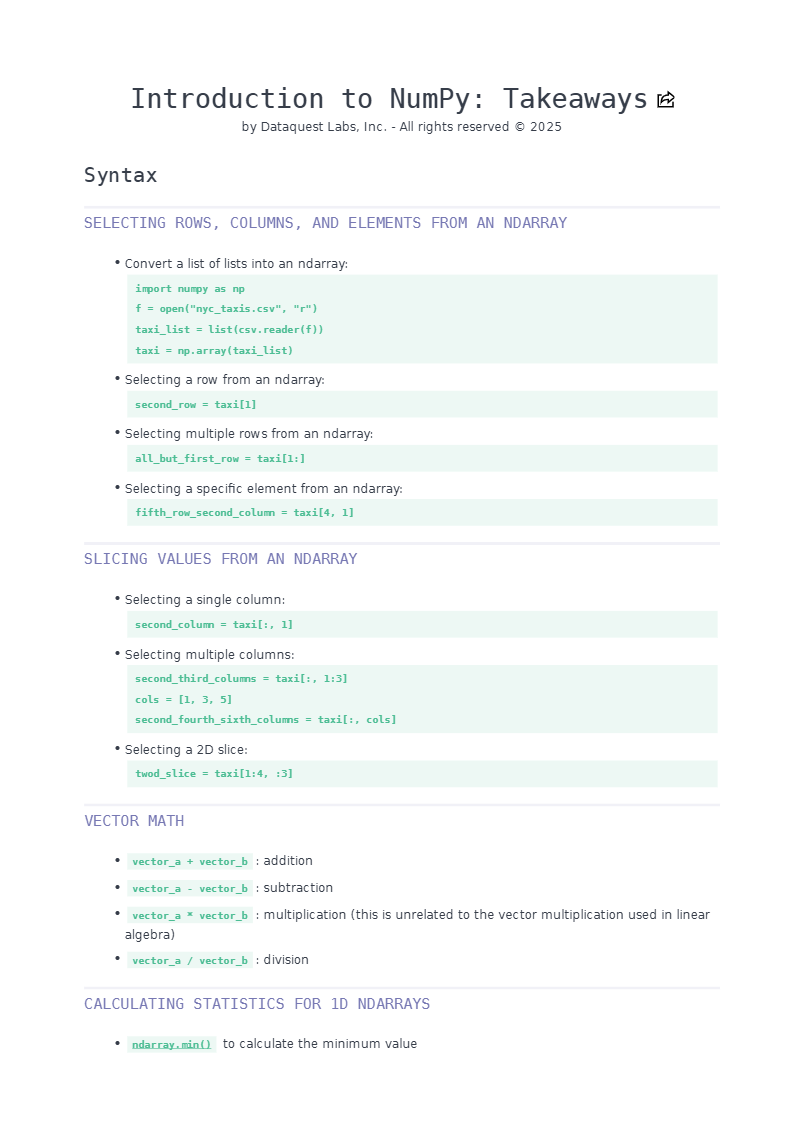 Introduction to NumPy: Takeaways
by Dataquest Labs, Inc. - All rights reserved © 2025
Syntax
SELECTING ROWS, COLUMNS, AND ELEMENTS FROM AN NDARRAY
• Convert a list of lists into an ndarray:
import numpy as np
f = open("nyc_taxis.csv", "r")
taxi_list = list(csv.reader(f))
taxi = np.array(taxi_list)
• Selecting a row from an ndarray:
second_row = taxi[1]
• Selecting multiple rows from an ndarray:
all_but_first_row = taxi[1:]
• Selecting a specific element from an ndarray:
fifth_row_second_column = taxi[4, 1]
SLICING VALUES FROM AN NDARRAY
• Selecting a single column:
second_column = taxi[:, 1]
• Selecting multiple columns:
second_third_columns = taxi[:, 1:3]
cols = [1, 3, 5]
second_fourth_sixth_columns = taxi[:, cols]
• Selecting a 2D slice:
twod_slice = taxi[1:4, :3]
VECTOR MATH
• vector_a + vector_b : addition
• vector_a - vector_b : subtraction
• vector_a * vector_b : multiplication (this is unrelated to the vector multiplication used in linear
algebra)
• vector_a / vector_b : division
CALCULATING STATISTICS FOR 1D NDARRAYS
• ndarray.min() to calculate the minimum value